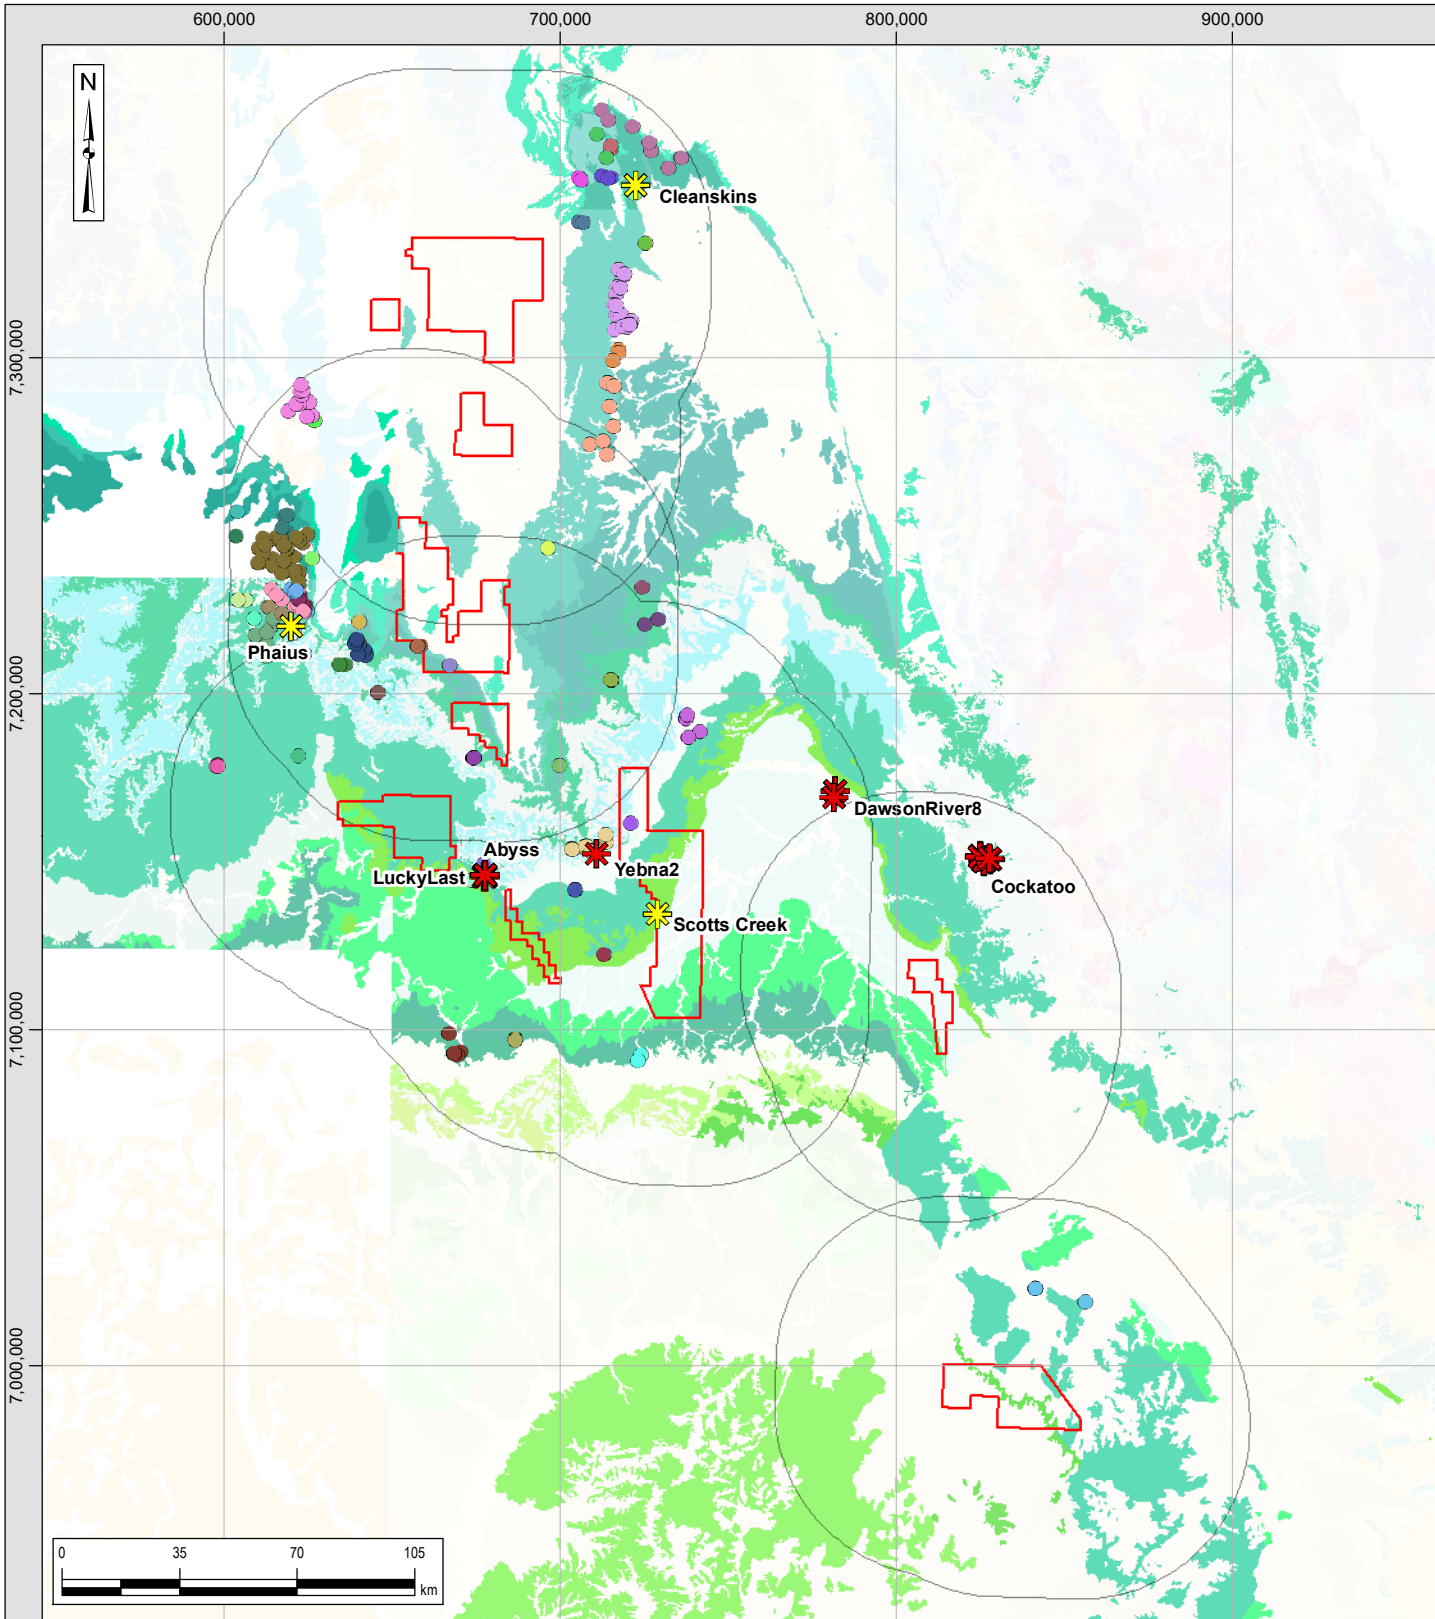 600,000
700,000
800,000
900,000
N
Cleanskins
7,300,000
Phaius
7,200,000
DawsonRiver8
Abyss
LuckyLast
Yebna2
Cockatoo
Scotts Creek
7,100,000
7,000,000
0 35 70 105
km